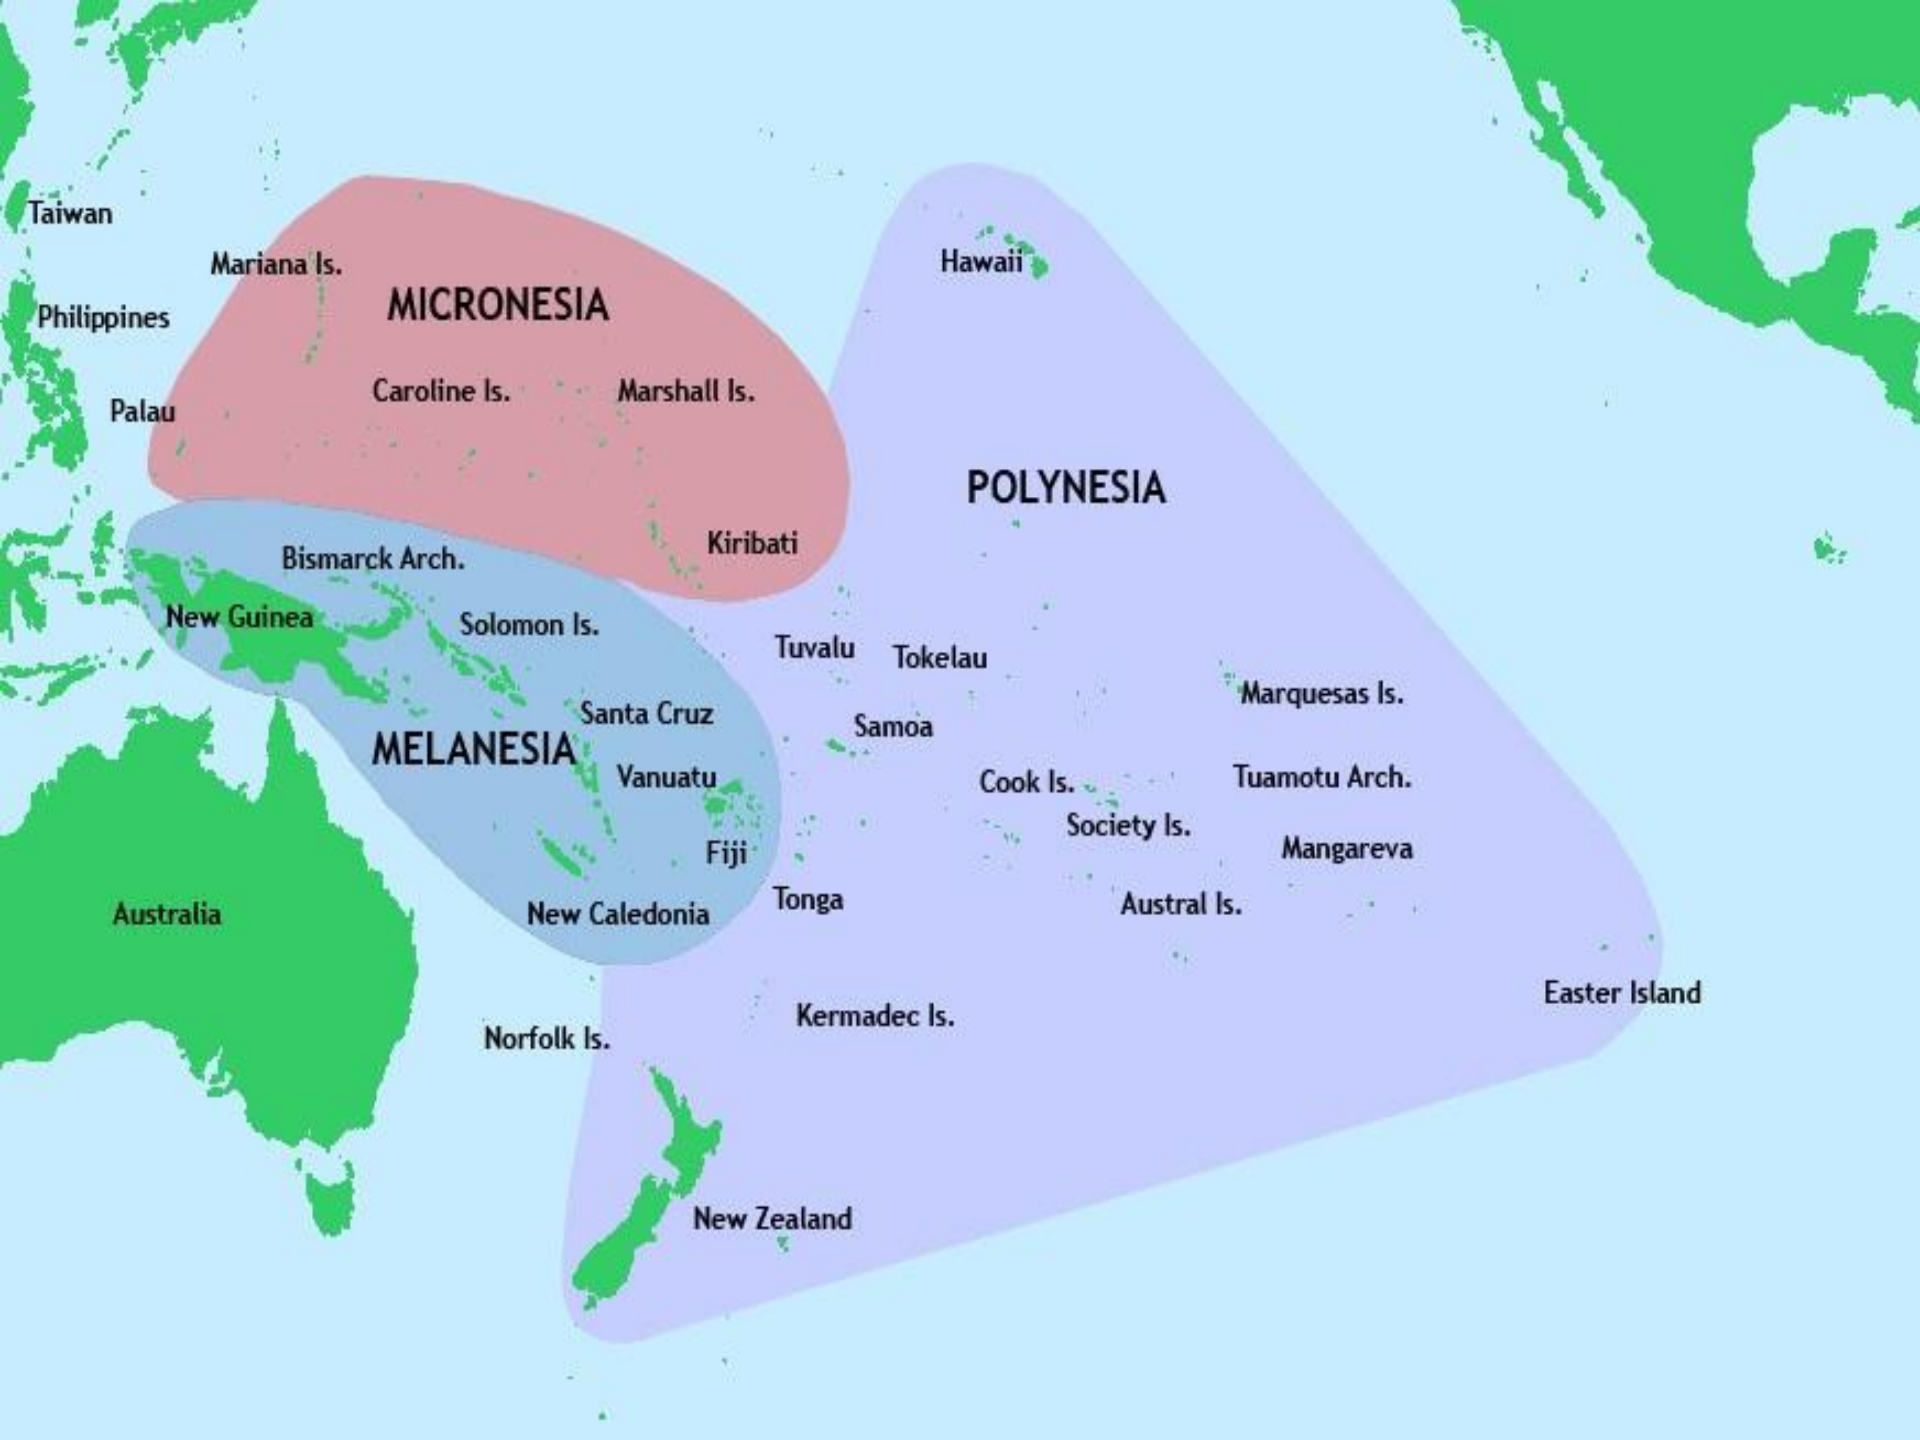 Taiwan
Mariana Is.
Hawaii
MICRONESIA
Philippines
Caroline Is.
Marshall Is.
Palau
POLYNESIA
Kiribati
Bismarck Arch.
New Guinea
Solomon Is.
Tuvalu
Tokelau
Marquesas Is.
Santa Cruz
Samoa
MELANESIA
Vanuatu
Cook Is.
Tuamotu Arch.
Society Is.
Mangareva
Fiji
Tonga
Austral Is.
New Caledonia
Australia
Easter Island
Kermadec Is.
Norfolk Is.
New Zealand